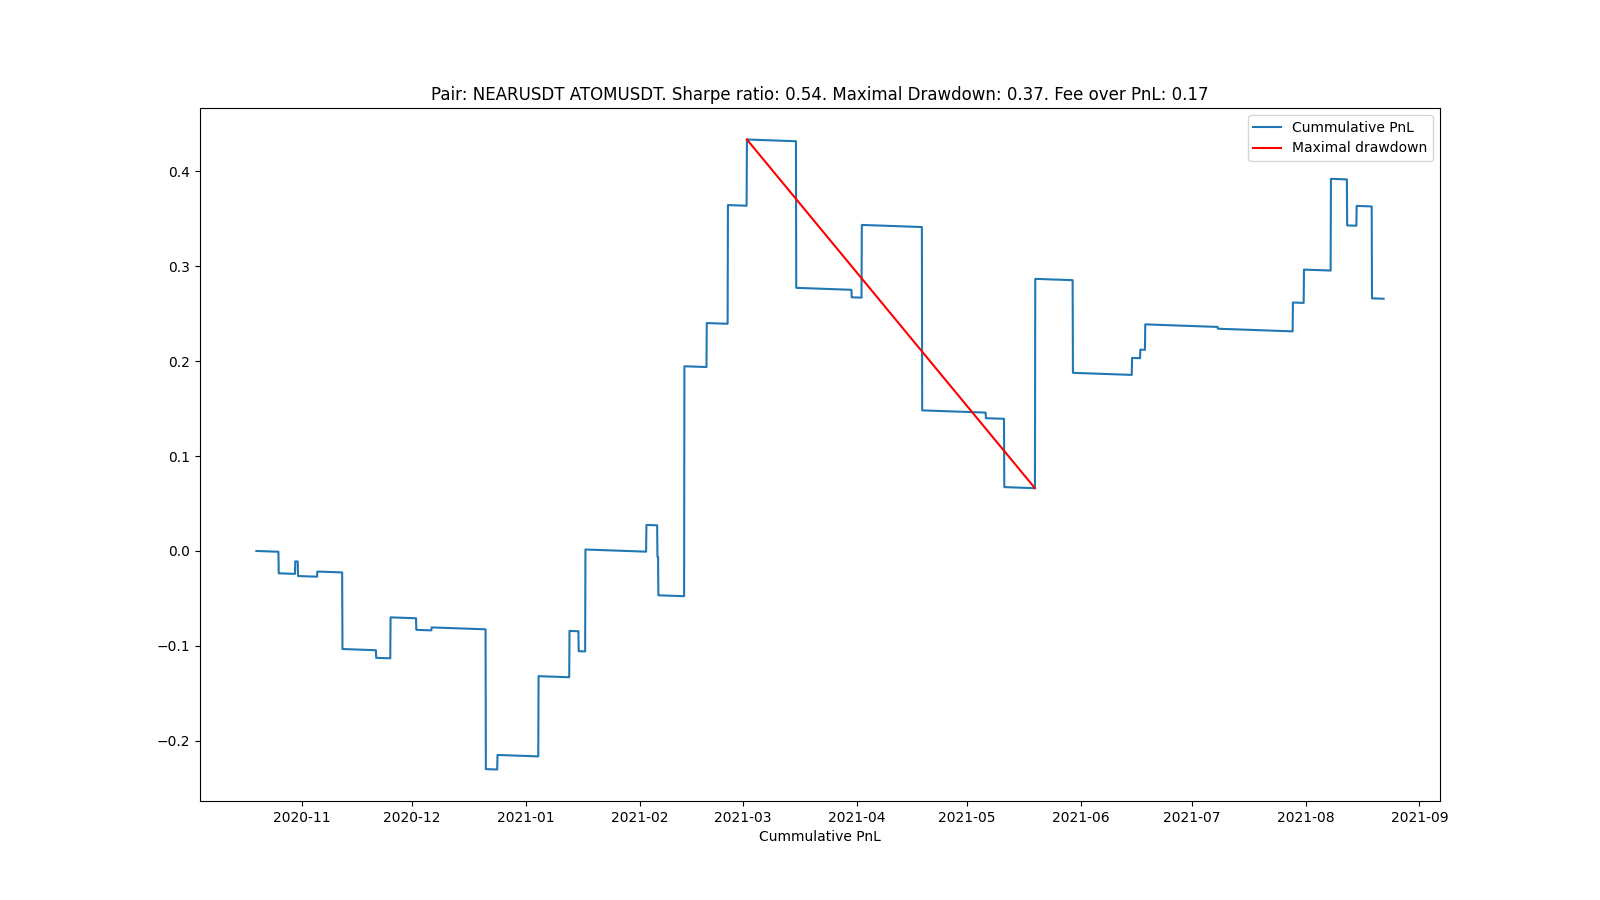 Pair: NEARUSDT ATOMUSDT. Sharpe ratio: 0.54. Maximal Drawdown: 0.37. Fee over PnL: 0.17
Cummulative PnL
Maximal drawdown
0.4
0.3
0.2
0.1
0.0
−0.1
−0.2
2020-11 2020-12 2021-01 2021-02 2021-03 2021-04 2021-05 2021-06 2021-07 2021-08 2021-09
Cummulative PnL